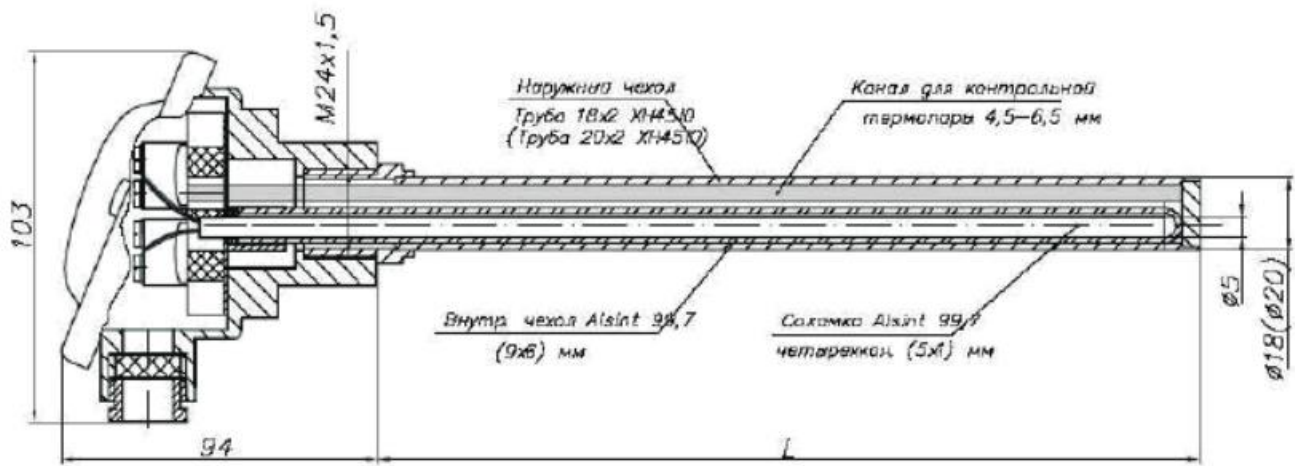 M24x1,5
Наружный чехол
Труба 18x2 ХН45Ю
(Труба 20x2 ХН45Ю)
Канал для контрольной
термопары 4,5-6,5 мм
103
Внутр. чехол Alsint 99,7
(9x6) мм
Соломка Alsint 99,7
четырехкан. (5x1) мм
ø5
ø18(ø20)
94
L